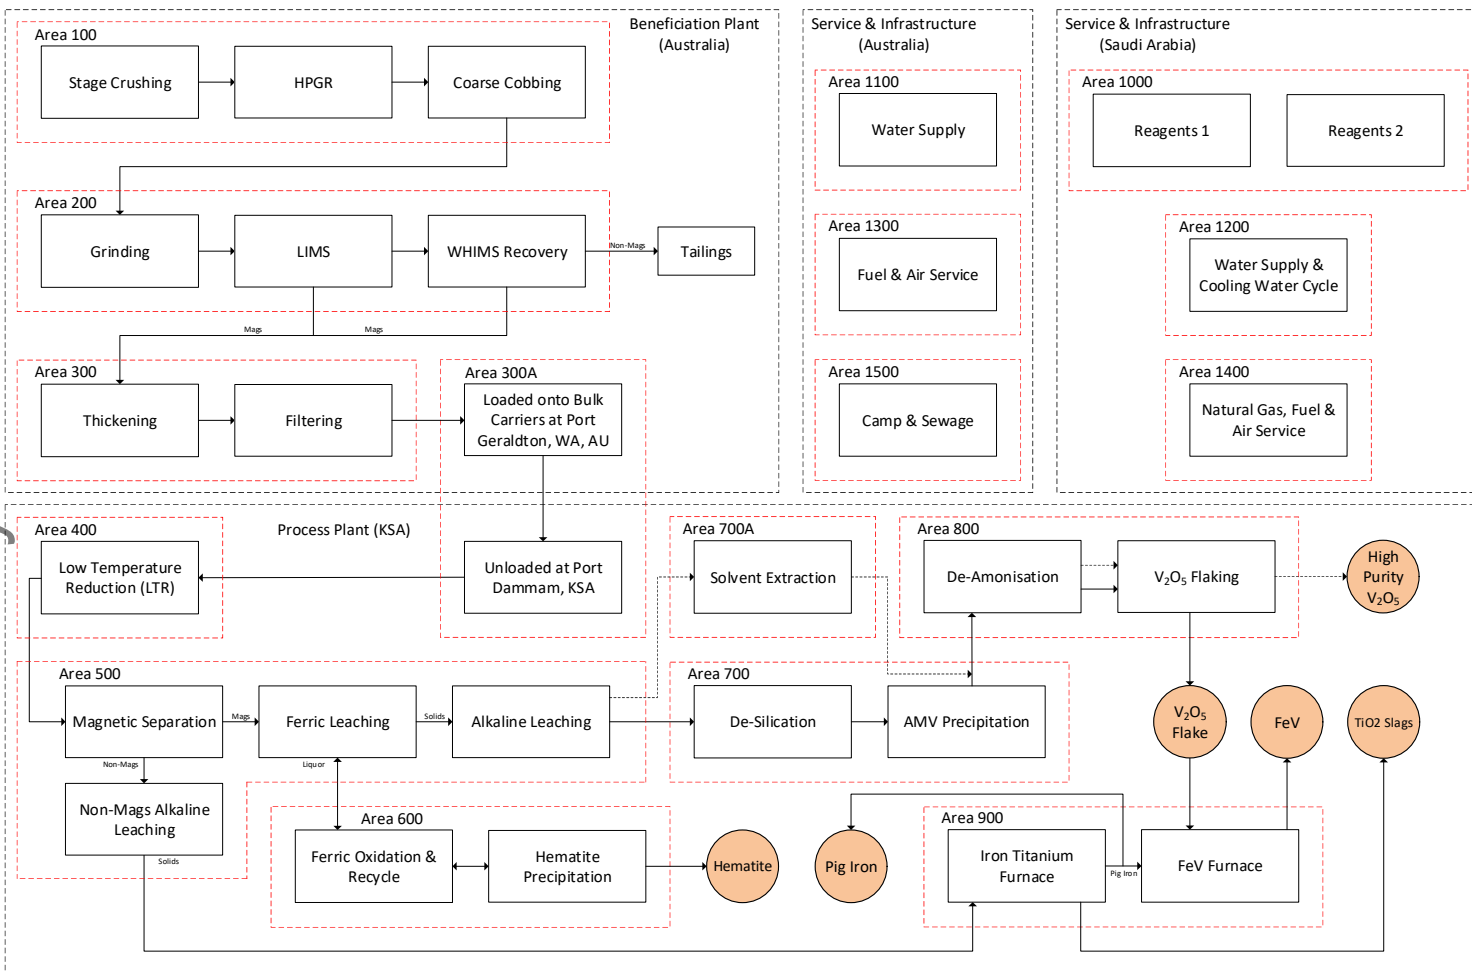 Beneficiation Plant
(Australia)
Area 100
Stage Crushing
HPGR
Coarse Cobbing
Area 200
Grinding
LIMS
WHIMS Recovery
Non-Mags
Tailings
Mags
Mags
Area 300
Thickening
Filtering
Area 300A
Loaded onto Bulk
Carriers at Port
Geraldton, WA, AU
Service & Infrastructure
(Australia)
Area 1100
Water Supply
Area 1300
Fuel & Air Service
Area 1500
Camp & Sewage
Service & Infrastructure
(Saudi Arabia)
Area 1000
Reagents 1
Reagents 2
Area 1200
Water Supply &
Cooling Water Cycle
Area 1400
Natural Gas, Fuel &
Air Service
Process Plant (KSA)
Area 400
Low Temperature
Reduction (LTR)
Unloaded at Port
Dammam, KSA
Area 700A
Solvent Extraction
Area 800
De-Amonisation
V₂O₅ Flaking
High
Purity
V₂O₅
Area 500
Magnetic Separation
Mags
Ferric Leaching
Solids
Alkaline Leaching
Non-Mags
Liquor
Non-Mags Alkaline
Leaching
Solids
Area 700
De-Silication
AMV Precipitation
V₂O₅
Flake
FeV
TiO2 Slags
Area 600
Ferric Oxidation &
Recycle
Hematite
Precipitation
Hematite
Pig Iron
Area 900
Iron Titanium
Furnace
Pig Iron
FeV Furnace